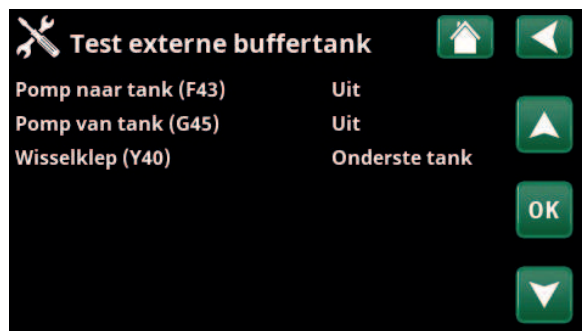 Test externe buffertank
Pomp naar tank (F43) Uit
Pomp van tank (G45) Uit
Wisselklep (Y40) Onderste tank
OK